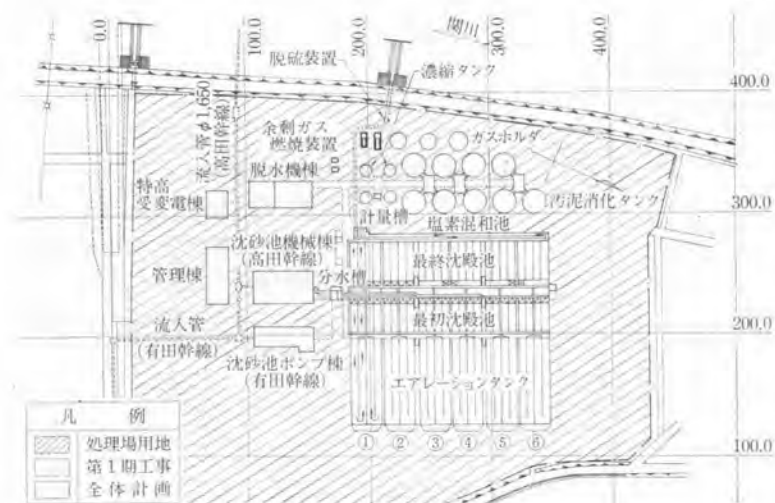 0.0
100.0
200.0
300.0
400.0
関川
脱硫装置
濃縮タンク
400.0
流入管φ1,650
(高田幹線)
余剰ガス
燃焼装置
ガスホルダ
脱水機棟
特高
受変電棟
汚泥消化タンク
300.0
計量槽
塩素混和池
沈砂池機械棟
(高田幹線)
最終沈殿池
管理棟
分水槽
最初沈殿池
流入管
(有田幹線)
200.0
沈砂池ポンプ棟
(有田幹線)
エアレーションタンク
凡例
処理場用地
第1期工事
全体計画
① ② ③ ④ ⑤ ⑥
100.0